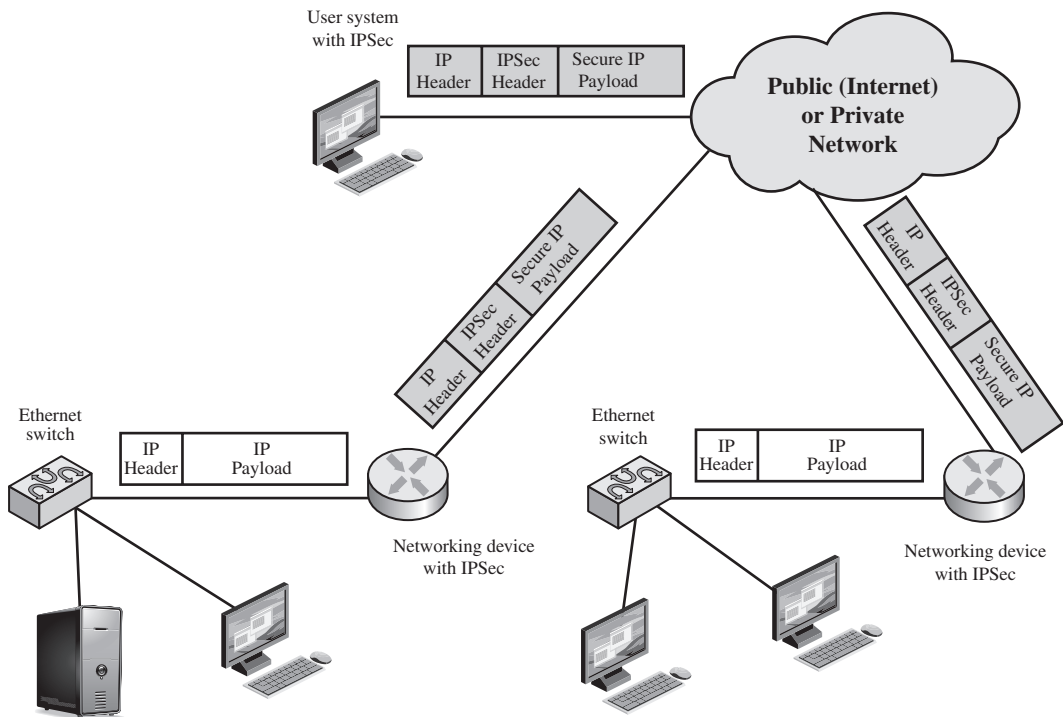 User system
with IPSec
IP
Header
IPSec
Header
Secure IP
Payload
Public (Internet)
or Private
Network
IP
Header
IPSec
Header
Secure IP
Payload
IP
Header
IPSec
Header
Secure IP
Payload
Ethernet
switch
IP
Header
IP
Payload
Networking device
with IPSec
Ethernet
switch
IP
Header
IP
Payload
Networking device
with IPSec